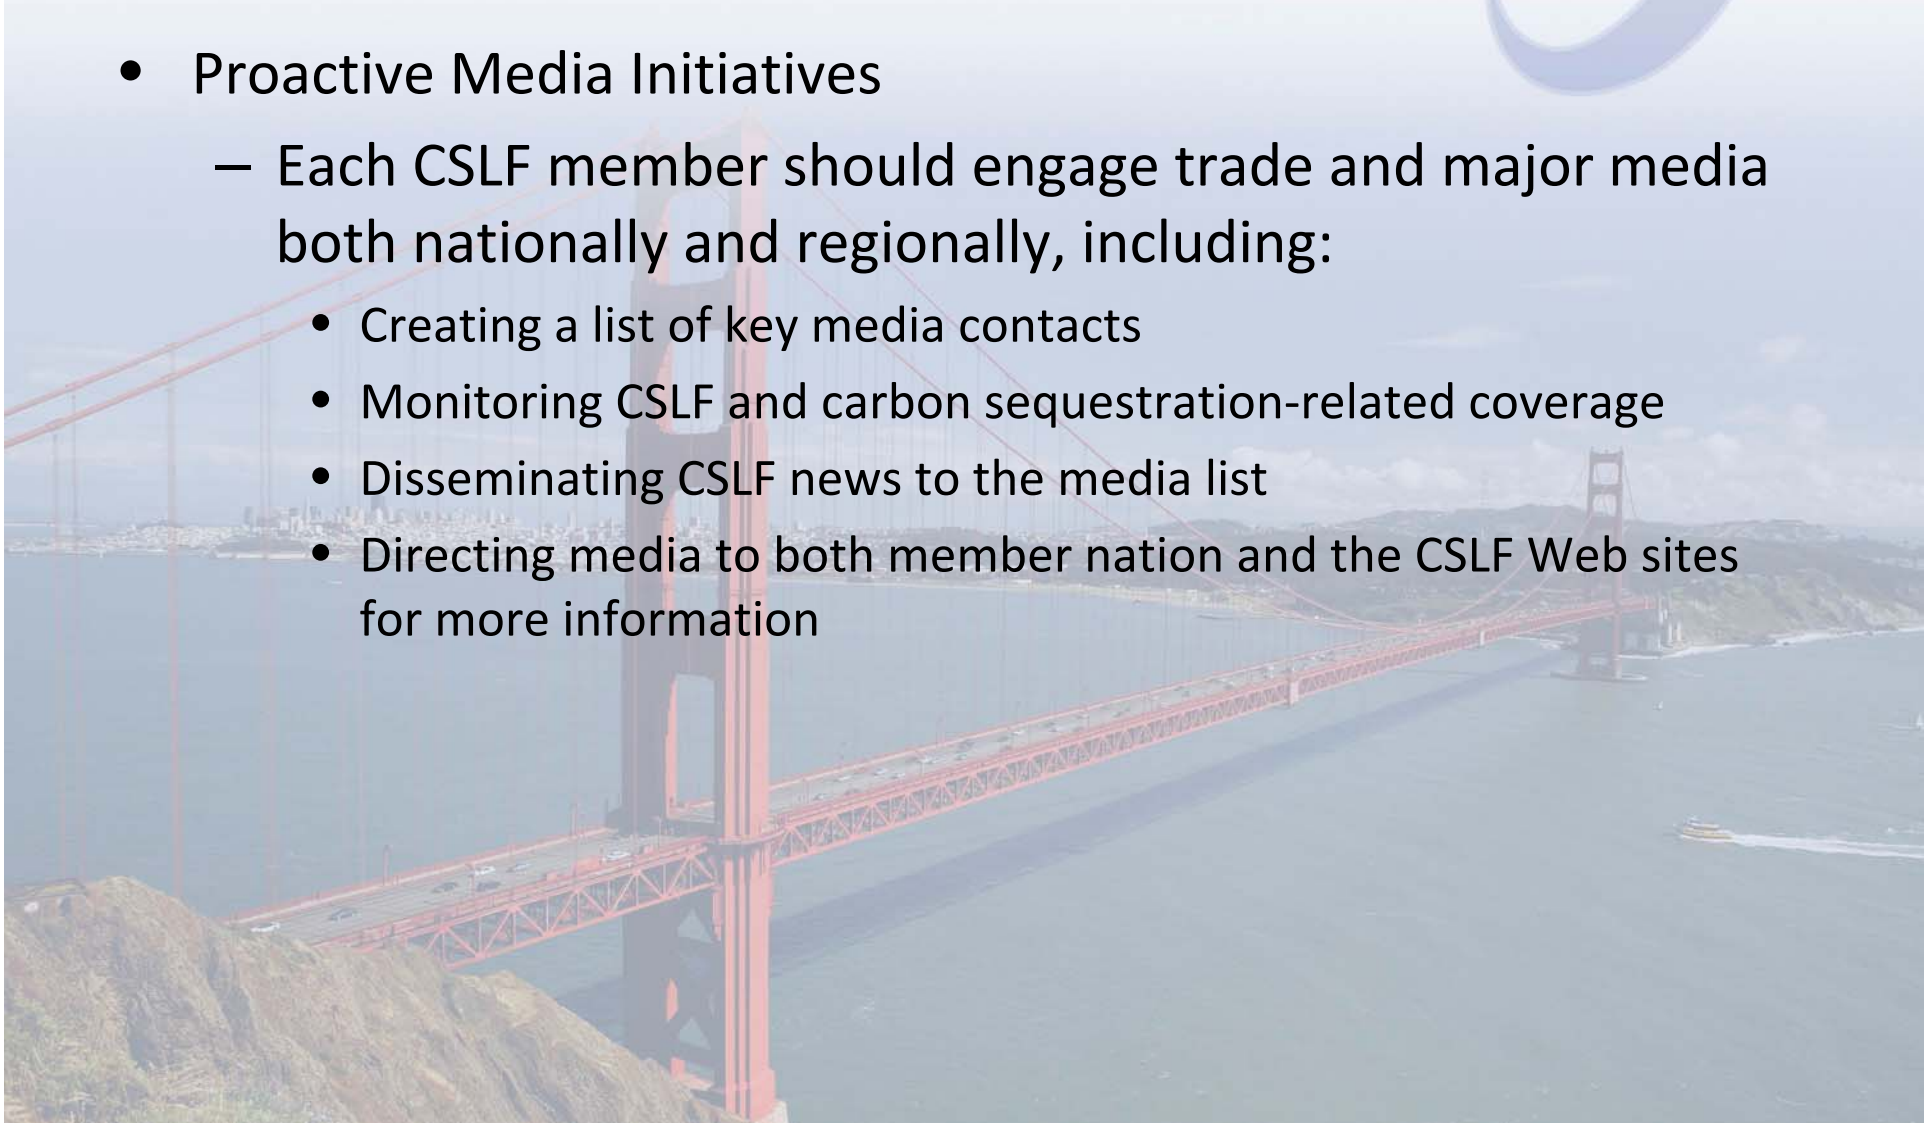 • Proactive Media Initiatives
– Each CSLF member should engage trade and major media
both nationally and regionally, including:
• Creating a list of key media contacts
• Monitoring CSLF and carbon sequestration-related coverage
• Disseminating CSLF news to the media list
• Directing media to both member nation and the CSLF Web sites
for more information